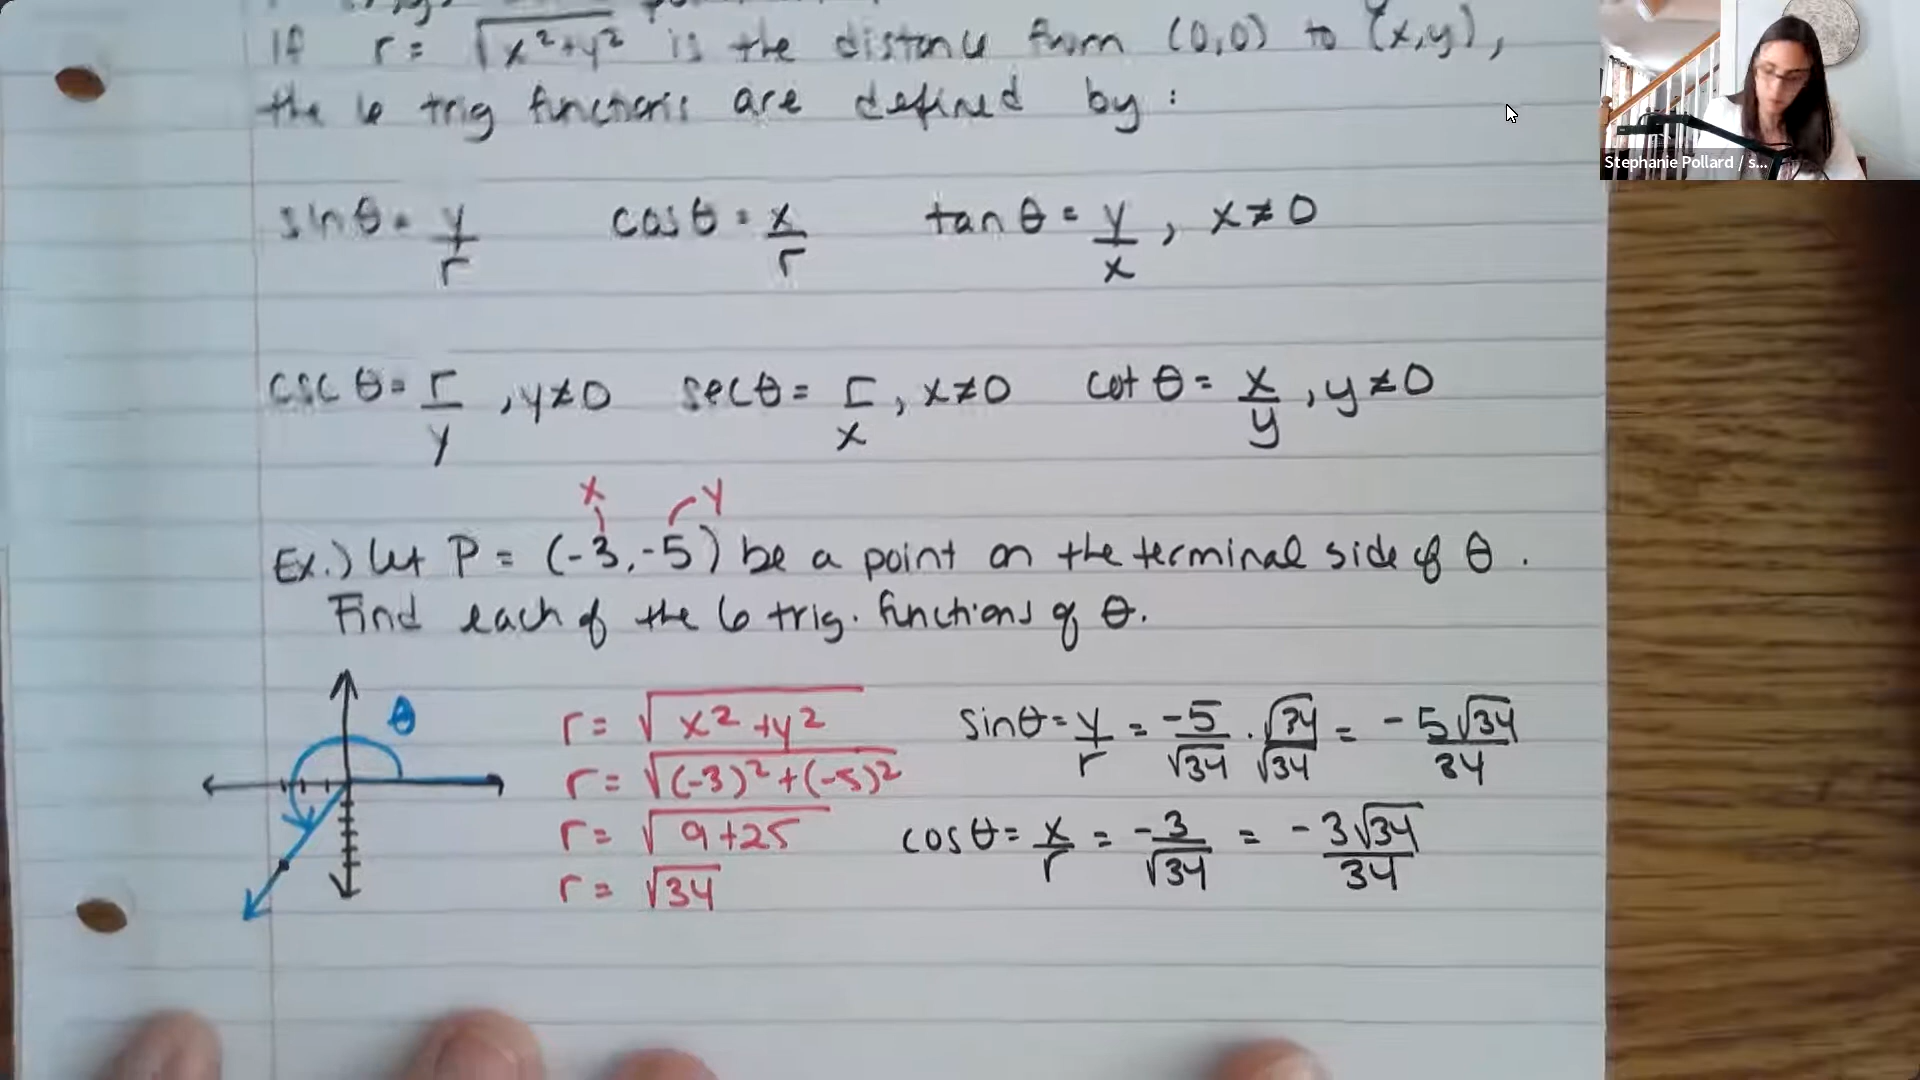 If r = √x²+y² is the distance from (0,0) to (x,y),
the 6 trig functions are defined by:
Stephanie Pollard / s...
sin θ = y/r cos θ = x/r tan θ = y/x, x≠0
csc θ = r/y, y≠0 sec θ = r/x, x≠0 cot θ = x/y, y≠0
x y
Ex.) Let P = (-3,-5) be a point on the terminal side of θ.
Find each of the 6 trig. functions of θ.
θ
r = √x²+y²
r = √(-3)²+(-5)²
r = √9+25
r = √34
sinθ = y/r = -5/√34 · √34/√34 = -5√34/34
cosθ = x/r = -3/√34 = -3√34/34